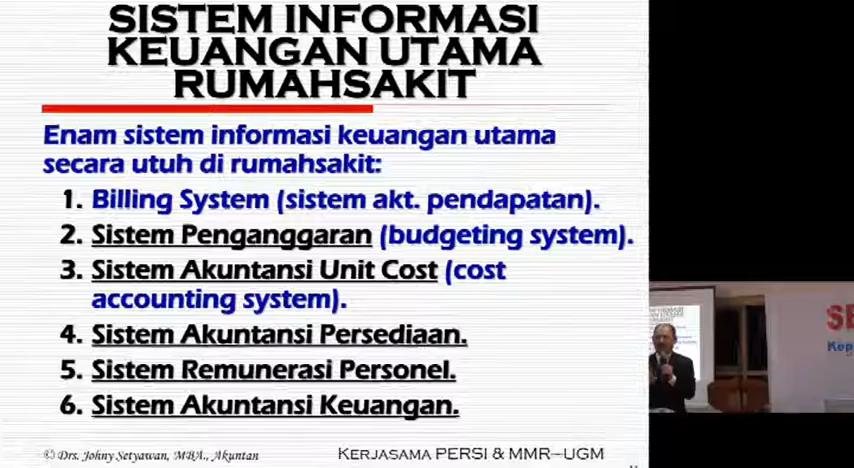 SISTEM INFORMASI
KEUANGAN UTAMA
RUMAHSAKIT
Enam sistem informasi keuangan utama
secara utuh di rumahsakit:
1. Billing System (sistem akt. pendapatan).
2. Sistem Penganggaran (budgeting system).
3. Sistem Akuntansi Unit Cost (cost
accounting system).
4. Sistem Akuntansi Persediaan.
5. Sistem Remunerasi Personel.
6. Sistem Akuntansi Keuangan.
© Drs. Johny Setyawan, MBA., Akuntan
KERJASAMA PERSI & MMR—UGM
SE
Kep